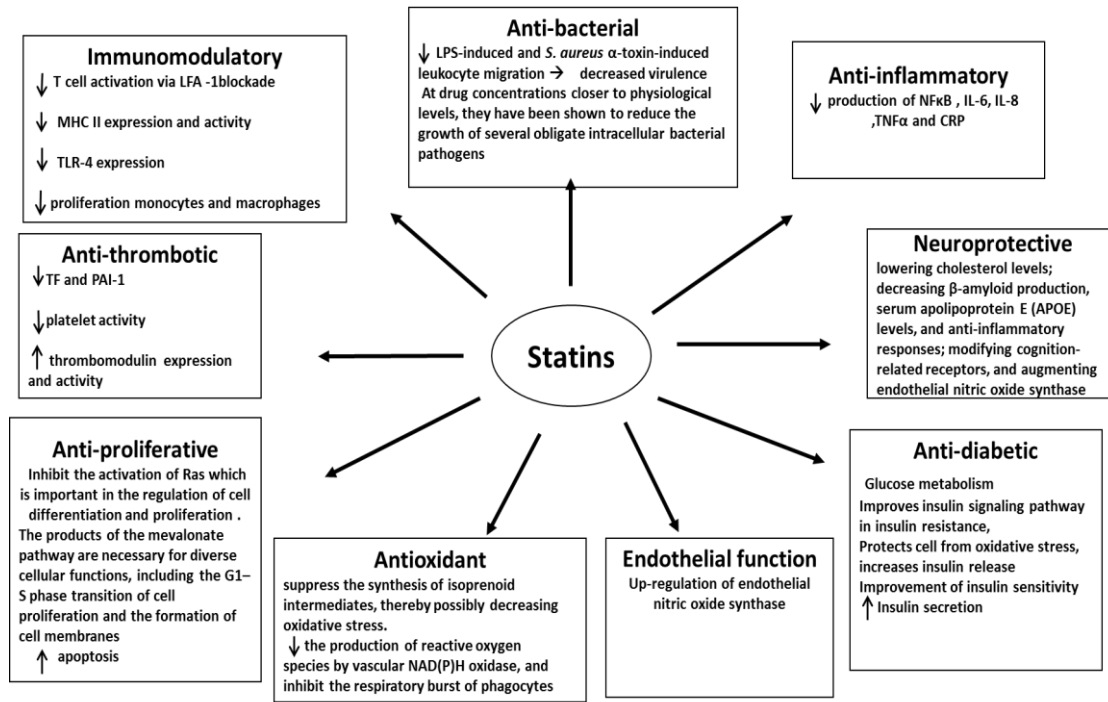 Immunomodulatory
↓ T cell activation via LFA -1blockade
↓ MHC II expression and activity
↓ TLR-4 expression
↓ proliferation monocytes and macrophages
Anti-bacterial
↓ LPS-induced and S. aureus α-toxin-induced
leukocyte migration → decreased virulence
At drug concentrations closer to physiological
levels, they have been shown to reduce the
growth of several obligate intracellular bacterial
pathogens
Anti-inflammatory
↓ production of NFκB , IL-6, IL-8
,TNFα and CRP
Anti-thrombotic
↓ TF and PAI-1
↓ platelet activity
↑ thrombomodulin expression
and activity
Statins
Neuroprotective
lowering cholesterol levels;
decreasing β-amyloid production,
serum apolipoprotein E (APOE)
levels, and anti-inflammatory
responses; modifying cognition-
related receptors, and augmenting
endothelial nitric oxide synthase
Anti-proliferative
Inhibit the activation of Ras which
is important in the regulation of cell
differentiation and proliferation .
The products of the mevalonate
pathway are necessary for diverse
cellular functions, including the G1–
S phase transition of cell
proliferation and the formation of
cell membranes
↑ apoptosis
Antioxidant
suppress the synthesis of isoprenoid
intermediates, thereby possibly decreasing
oxidative stress.
↓ the production of reactive oxygen
species by vascular NAD(P)H oxidase, and
inhibit the respiratory burst of phagocytes
Endothelial function
Up-regulation of endothelial
nitric oxide synthase
Anti-diabetic
Glucose metabolism
Improves insulin signaling pathway
in insulin resistance,
Protects cell from oxidative stress,
increases insulin release
Improvement of insulin sensitivity
↑ Insulin secretion